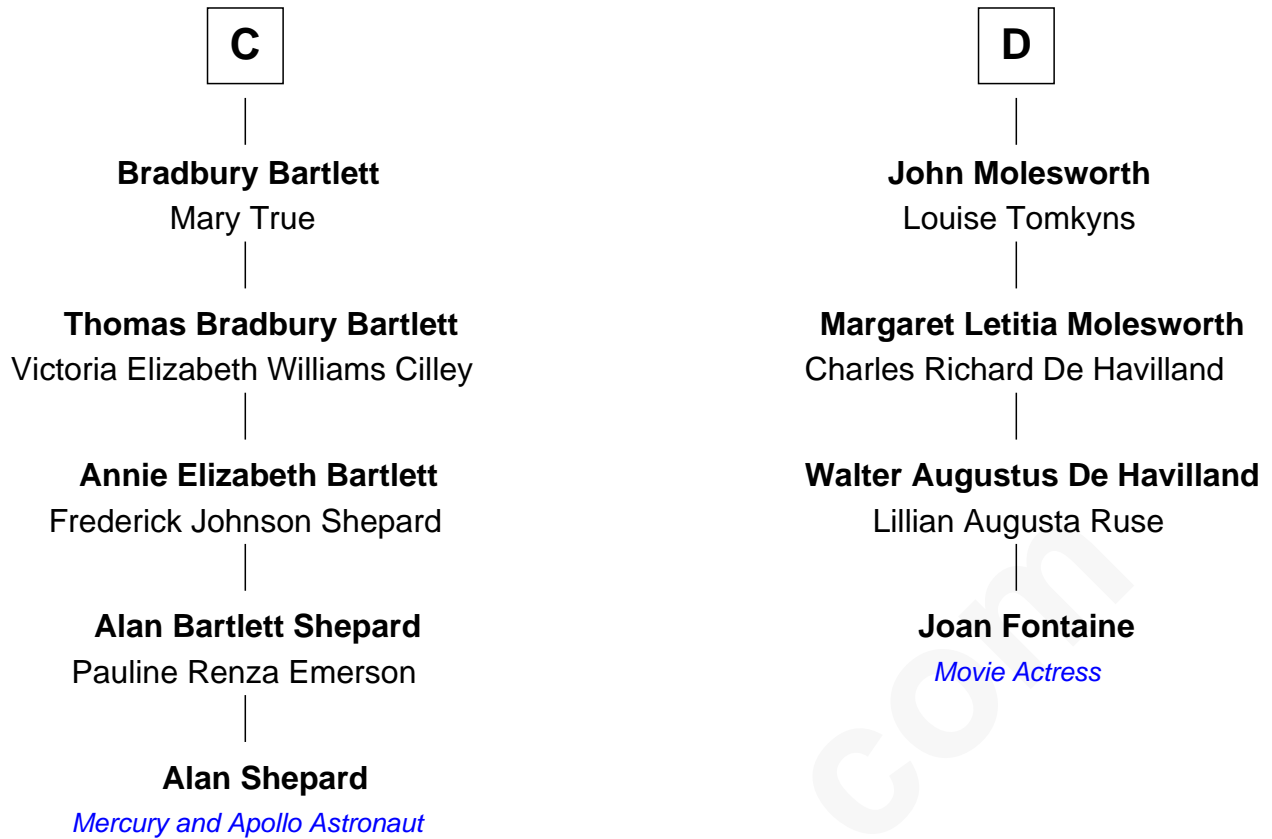 C
Bradbury Bartlett
Mary True
Thomas Bradbury Bartlett
Victoria Elizabeth Williams Cilley
Annie Elizabeth Bartlett
Frederick Johnson Shepard
Alan Bartlett Shepard
Pauline Renza Emerson
Alan Shepard
Mercury and Apollo Astronaut
D
John Molesworth
Louise Tomkyns
Margaret Letitia Molesworth
Charles Richard De Havilland
Walter Augustus De Havilland
Lillian Augusta Ruse
Joan Fontaine
Movie Actress
com